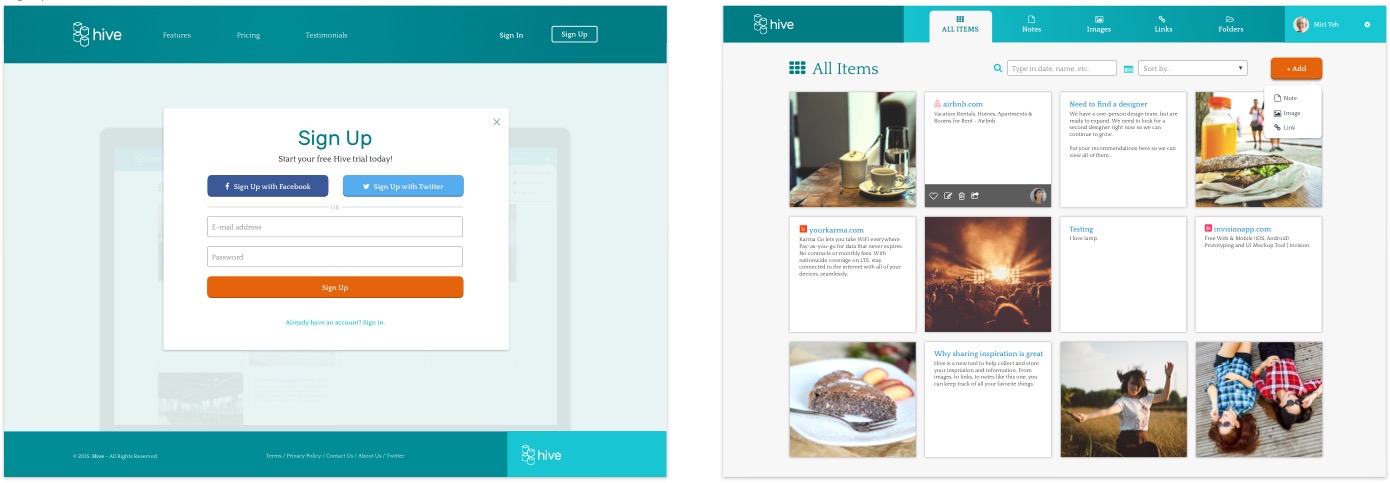 hive
Features
Pricing
Testimonials
Sign In
Sign Up
Sign Up
Start your free Hive trial today!
f Sign Up with Facebook
Sign Up with Twitter
OR
E-mail address
Password
Sign Up
Already have an account? Sign in.
© 2015. Hive - All Rights Reserved.
Terms / Privacy Policy / Contact Us / About Us / Twitter
hive
hive
ALL ITEMS
Notes
Images
Links
Folders
Miri Yeh
All Items
Type in date, name, etc.
Sort by...
+ Add
Note
Image
Link
airbnb.com
Vacation Rentals, Homes, Apartments &
Rooms for Rent - Airbnb
Need to find a designer
We have a one-person design team, but are
ready to expand. We need to look for a
second designer right now so we can
continue to grow.
Put your recommendations here so we can
view all of them...
yourkarma.com
Karma Go lets you take WiFi everywhere
Pay-as-you-go for data that never expires.
No contracts or monthly fees. With
nationwide coverage on LTE, stay
connected to the internet with all of your
devices, seamlessly.
Testing
I love lamp.
in invisionapp.com
Free Web & Mobile (iOS, Android)
Prototyping and UI Mockup Tool | Invision
Why sharing inspiration is great
Hive is a new tool to help collect and store
your inspriation and information. From
images, to links, to notes like this one, you
can keep track of all your favorite things.